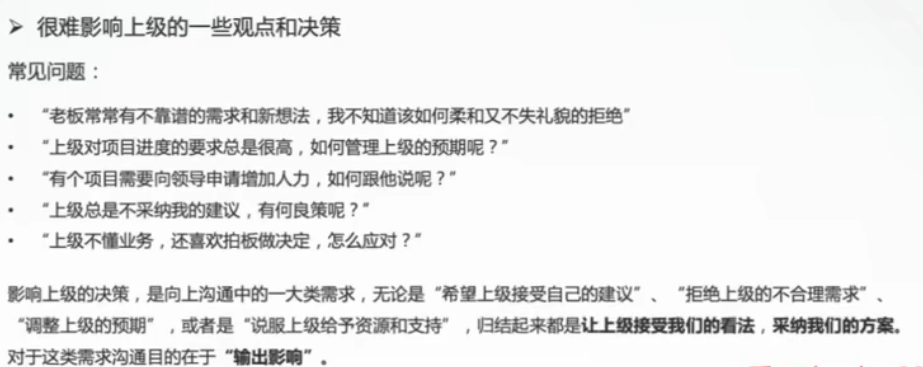 ➢ 很难影响上级的一些观点和决策
常见问题：
• “老板常常有不靠谱的需求和新想法，我不知道该如何柔和又不失礼貌的拒绝”
• “上级对项目进度的要求总是很高，如何管理上级的预期呢？”
• “有个项目需要向领导申请增加人力，如何跟他说呢？”
• “上级总是不采纳我的建议，有何良策呢？”
• “上级不懂业务，还喜欢拍板做决定，怎么应对？”
影响上级的决策，是向上沟通中的一大类需求，无论是“希望上级接受自己的建议”、“拒绝上级的不合理需求”、
“调整上级的预期”，或者是“说服上级给予资源和支持”，归结起来都是让上级接受我们的看法，采纳我们的方案。
对于这类需求沟通目的在于“输出影响”。